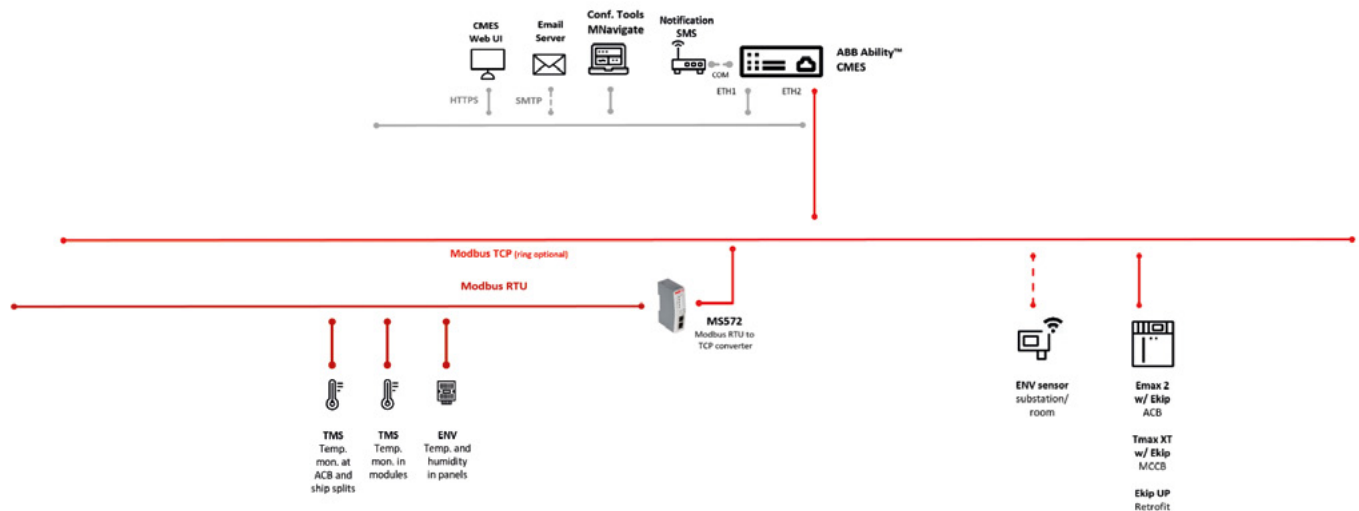 CMES
Web UI
Email
Server
Conf. Tools
MNavigate
Notification
SMS
ABB Ability™
CMES
COM
ETH1
ETH2
HTTPS
SMTP
Modbus TCP (ring optional)
Modbus RTU
MS572
Modbus RTU to
TCP converter
TMS
Temp.
mon. at
ACB and
ship splits
TMS
Temp.
mon. in
modules
ENV
Temp. and
humidity
in panels
ENV sensor
substation/
room
Emax 2
w/ Ekip
ACB
Tmax XT
w/ Ekip
MCCB
Ekip UP
Retrofit